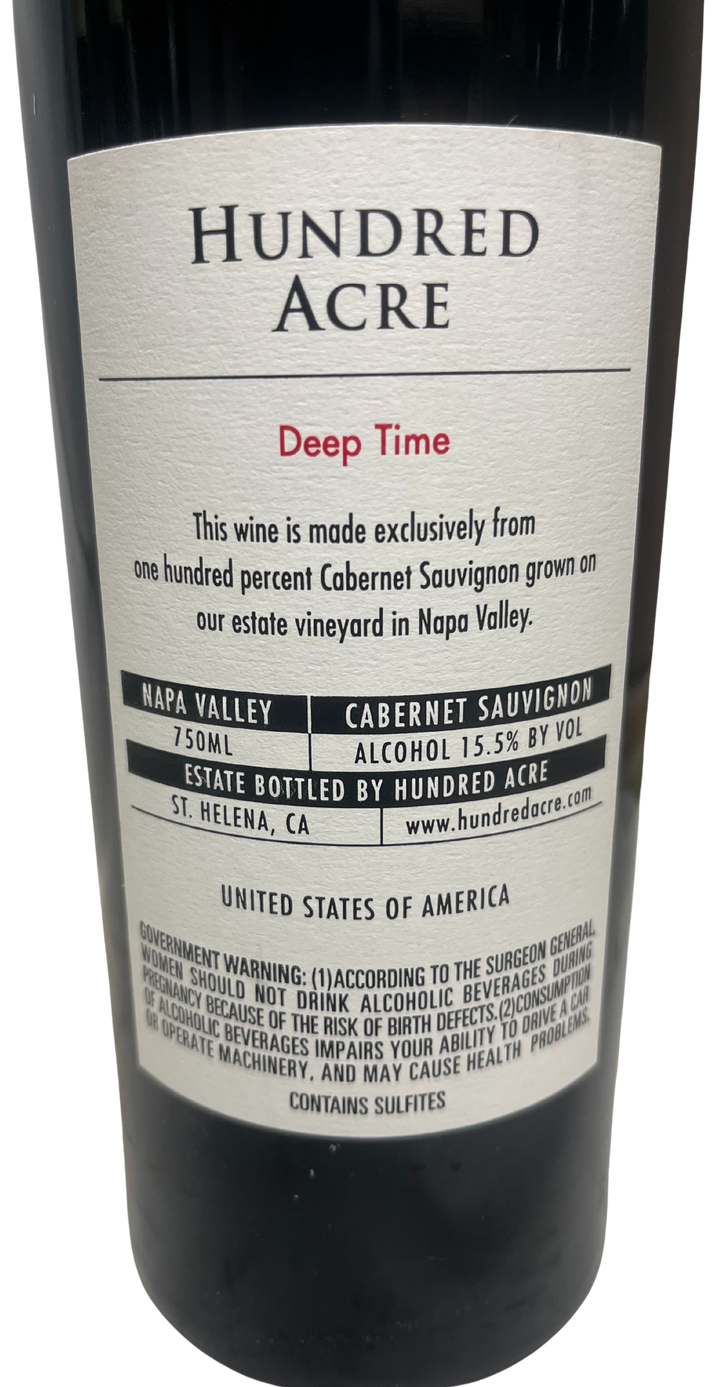 HUNDRED
ACRE
Deep Time
This wine is made exclusively from
one hundred percent Cabernet Sauvignon grown on
our estate vineyard in Napa Valley.
NAPA VALLEY CABERNET SAUVIGNON
750ML ALCOHOL 15.5% BY VOL
ESTATE BOTTLED BY HUNDRED ACRE
ST. HELENA, CA www.hundredacre.com
UNITED STATES OF AMERICA
GOVERNMENT WARNING: (1)ACCORDING TO THE SURGEON GENERAL,
WOMEN SHOULD NOT DRINK ALCOHOLIC BEVERAGES DURING
PREGNANCY BECAUSE OF THE RISK OF BIRTH DEFECTS.(2)CONSUMPTION
OF ALCOHOLIC BEVERAGES IMPAIRS YOUR ABILITY TO DRIVE A CAR
OR OPERATE MACHINERY, AND MAY CAUSE HEALTH PROBLEMS.
CONTAINS SULFITES